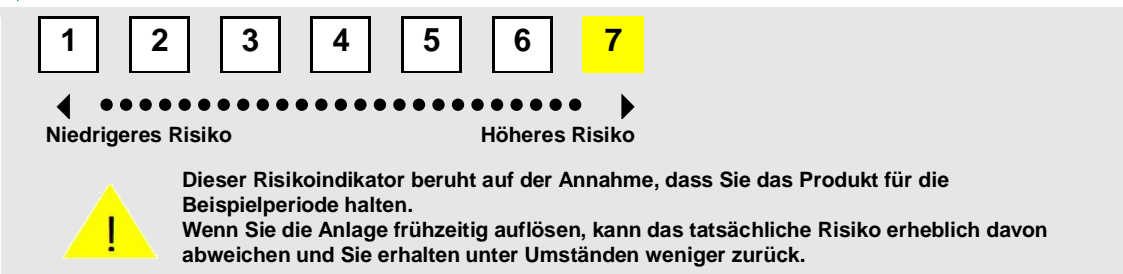 1 2 3 4 5 6 7
Niedrigeres Risiko Höheres Risiko
Dieser Risikoindikator beruht auf der Annahme, dass Sie das Produkt für die
Beispielperiode halten.
Wenn Sie die Anlage frühzeitig auflösen, kann das tatsächliche Risiko erheblich davon
abweichen und Sie erhalten unter Umständen weniger zurück.
!